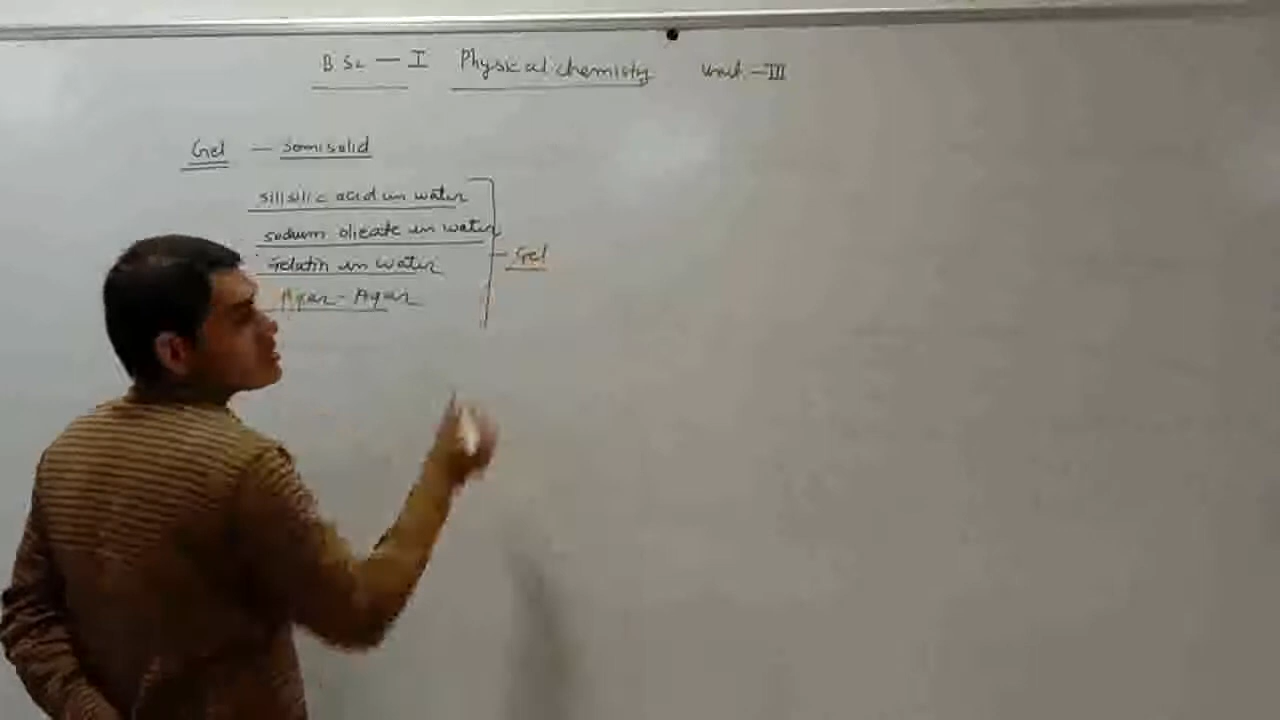 B.Sc — I Physical chemistry Unit – III
Gel — Semisolid
sillsilic acid in water
sodium oleate in water
Gelatin in water
Agar - Agar
– Gel